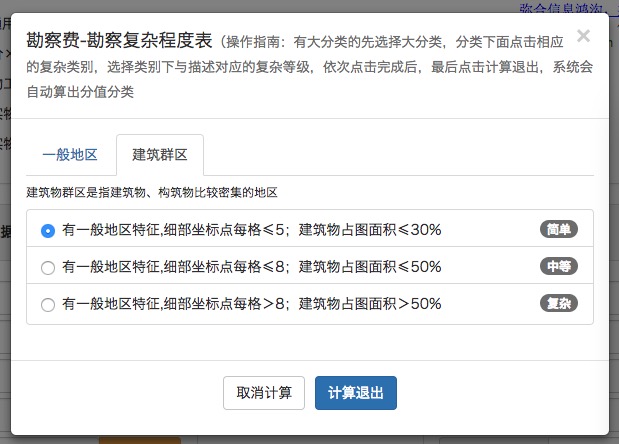 弥合信息鸿沟、
勘察费-勘察复杂程度表（操作指南：有大分类的先选择大分类，分类下面点击相应
的复杂类别，选择类别下与描述对应的复杂等级，依次点击完成后，最后点击计算退出，系统会
自动算出分值分类
×
一般地区
建筑群区
建筑物群区是指建筑物、构筑物比较密集的地区
有一般地区特征,细部坐标点每格≤5；建筑物占图面积≤30%
简单
有一般地区特征,细部坐标点每格≤8；建筑物占图面积≤50%
中等
有一般地区特征,细部坐标点每格＞8；建筑物占图面积＞50%
复杂
取消计算
计算退出